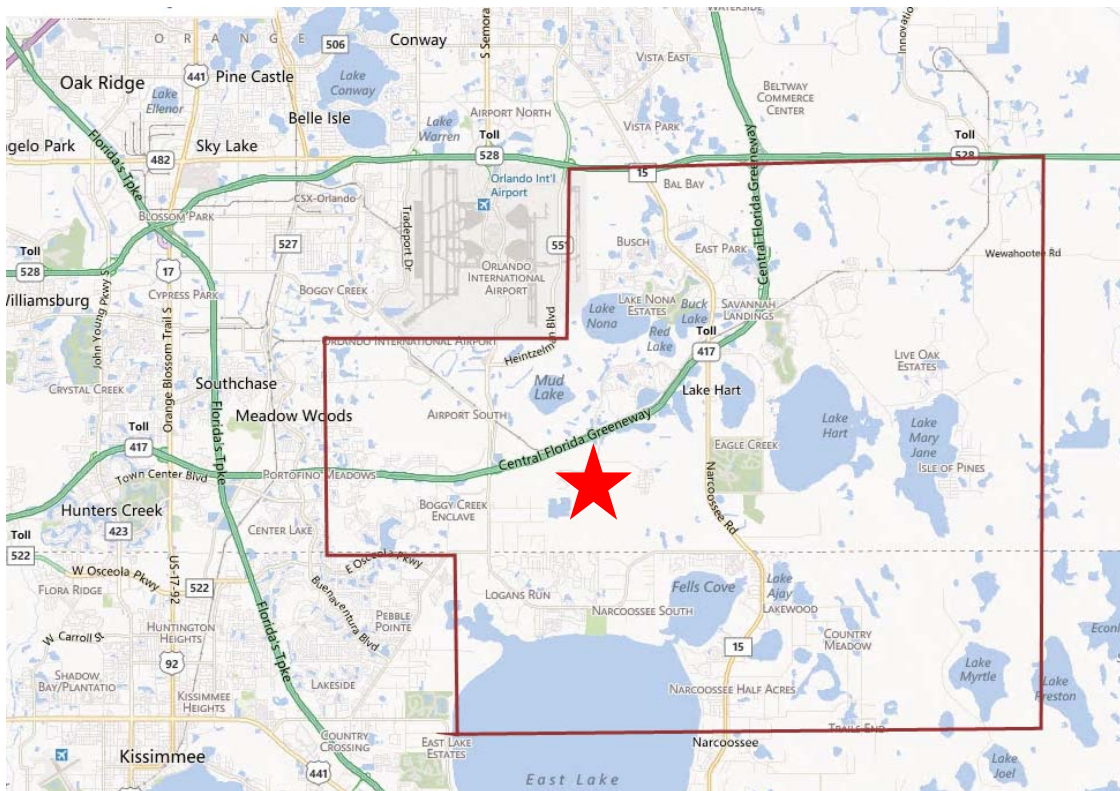 ORANGE
506
Conway
S Semora
WATERSIDE
Innovatio
Oak Ridge
441
Pine Castle
Lake
Conway
VISTA EAST
BELTWAY
COMMERCE
CENTER
Lake
Ellenor
Belle Isle
AIRPORT NORTH
Lake
Warren
VISTA PARK
ngelo Park
Florida's Tpke
482
Sky Lake
Toll
528
Toll
528
Orlando Int'l
Airport
15
BAL BAY
Central Florida Greeneway
CSX-Orlando
BLOSSOM PARK
Tradeport Dr
527
551
BUSCH
EAST PARK
Wewahootee Rd
Toll
528
17
ORLANDO
INTERNATIONAL
AIRPORT
Williamsburg
John Young Pkwy S
CYPRESS PARK
BOGGY CREEK
LAKE NONA
ESTATES
Buck
Lake
SAVANNAH
LANDINGS
Lake
Nona
Red
Lake
Toll
417
Orange Blossom Trail S
ORLANDO INTERNATIONAL AIRPORT
Heintzelman Blvd
LIVE OAK
ESTATES
CRYSTAL CREEK
Southchase
Mud
Lake
Lake Hart
Meadow Woods
AIRPORT SOUTH
Florida's Tpke
Lake
Hart
Lake
Mary
Jane
Toll
417
Central Florida Greeneway
EAGLE CREEK
ISLE OF PINES
Town Center Blvd
PORTOFINO MEADOWS
Narcoossee Rd
Hunters Creek
BOGGY CREEK
ENCLAVE
423
CENTER LAKE
Toll
522
US-17-92
E Osceola Pkwy
W Osceola Pkwy
522
FLORA RIDGE
Buenaventura Blvd
LOGANS RUN
Fells Cove
Lake
Ajay
LAKEWOOD
NARCOOSSEE SOUTH
PEBBLE
POINTE
Florida's Tpke
HUNTINGTON
HEIGHTS
W Carroll St
COUNTRY
MEADOW
15
92
SHADOW
BAY/PLANTATIO
Lake
Myrtle
Econl
Lake
Preston
LAKESIDE
KISSIMMEE
HEIGHTS
NARCOOSSEE HALF ACRES
TRAILS END
COUNTRY
CROSSING
EAST LAKE
ESTATES
Narcoossee
Kissimmee
441
East Lake
Lake
Joel